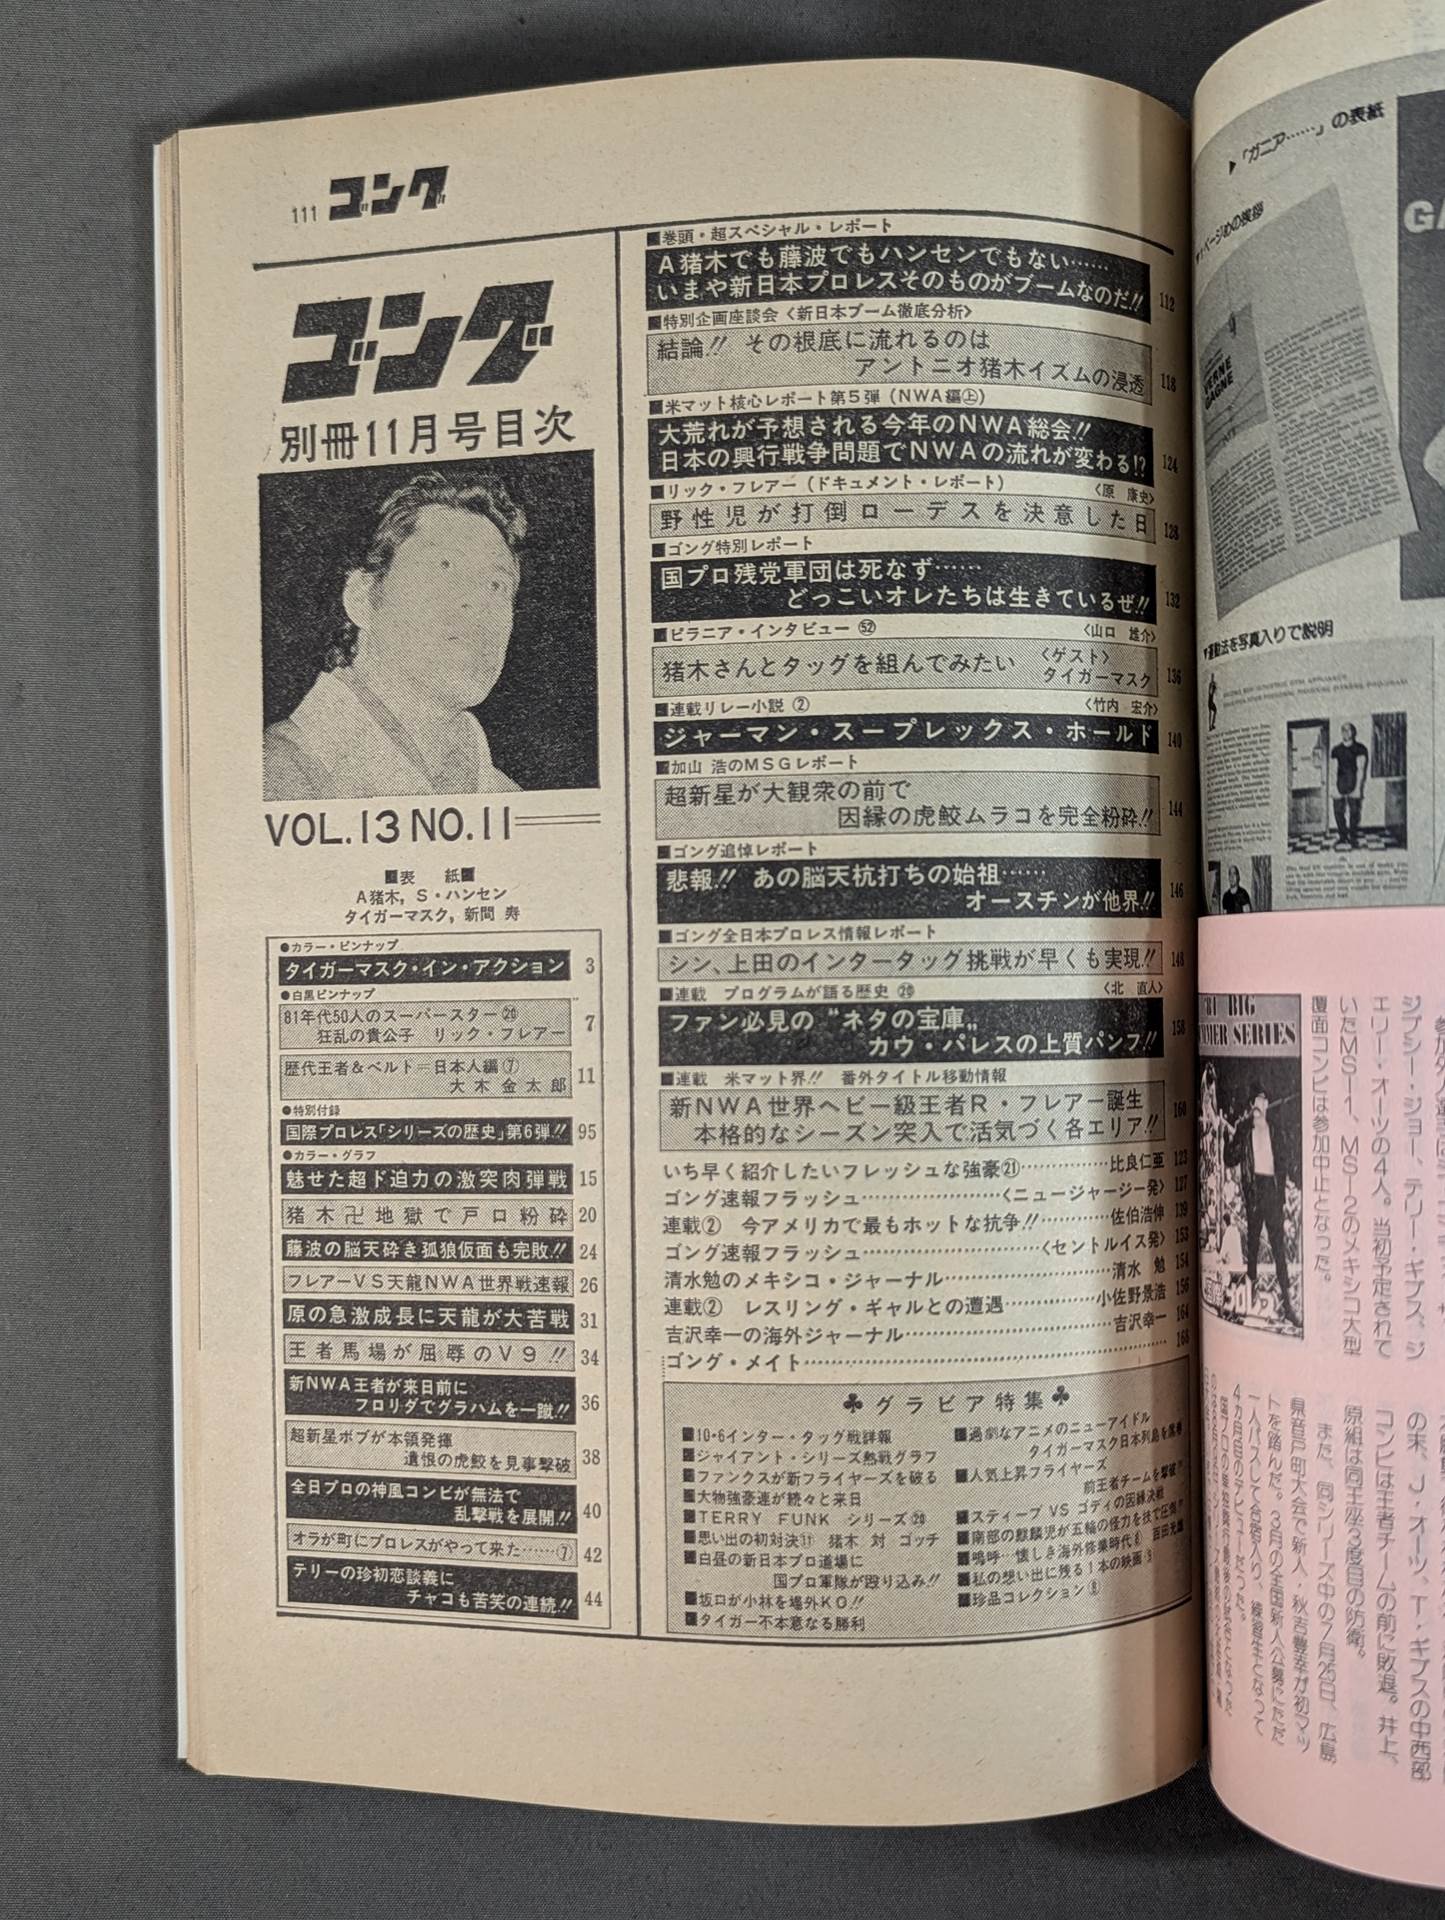 111 ゴング
ゴング
別冊11月号目次
VOL.13 NO.11
■表　紙■
A猪木, S・ハンセン
タイガーマスク, 新間 寿
●カラー・ピンナップ
タイガーマスク・イン・アクション 3
●白黒ピンナップ
81年代50人のスーパースター⑳
狂乱の貴公子　リック・フレアー 7
歴代王者&ベルト=日本人編⑦
大木金太郎 11
●特別付録
国際プロレス「シリーズの歴史」第6弾!! 95
●カラー・グラフ
魅せた超ド迫力の激突肉弾戦 15
猪木卍地獄で戸口粉砕 20
藤波の脳天砕き孤狼仮面も完敗!! 24
フレアーVS天龍NWA世界戦速報 26
原の急激成長に天龍が大苦戦 31
王者馬場が屈辱のV9!! 34
新NWA王者が来日前に
フロリダでグラハムを一蹴!! 36
超新星ボブが本領発揮
遺恨の虎鮫を見事撃破 38
全日プロの神風コンビが無法で
乱撃戦を展開!! 40
オラが町にプロレスがやって来た……⑦ 42
テリーの珍初恋談義に
チャコも苦笑の連続!! 44
■巻頭・超スペシャル・レポート
A猪木でも藤波でもハンセンでもない……
いまや新日本プロレスそのものがブームなのだ!! 112
■特別企画座談会〈新日本ブーム徹底分析〉
結論!! その根底に流れるのは
アントニオ猪木イズムの浸透 118
■米マット核心レポート第5弾(NWA編㊤)
大荒れが予想される今年のNWA総会!!
日本の興行戦争問題でNWAの流れが変わる!? 124
■リック・フレアー(ドキュメント・レポート) 〈原　康史〉
野性児が打倒ローデスを決意した日 128
■ゴング特別レポート
国プロ残党軍団は死なず……
どっこいオレたちは生きているぜ!! 132
■ピラニア・インタビュー㊷ 〈山口　雄介〉
猪木さんとタッグを組んでみたい 〈ゲスト〉タイガーマスク 136
■連載リレー小説② 〈竹内　宏介〉
ジャーマン・スープレックス・ホールド 140
■加山 浩のMSGレポート
超新星が大観衆の前で
因縁の虎鮫ムラコを完全粉砕!! 144
■ゴング追悼レポート
悲報!! あの脳天杭打ちの始祖……
オースチンが他界!! 146
■ゴング全日本プロレス情報レポート
シン、上田のインタータッグ挑戦が早くも実現!! 148
■連載　プログラムが語る歴史⑳ 〈北　直人〉
ファン必見の〝ネタの宝庫〟
カウ・パレスの上質パンフ!! 158
■連載　米マット界!!　番外タイトル移動情報
新NWA世界ヘビー級王者R・フレアー誕生
本格的なシーズン突入で活気づく各エリア!! 160
いち早く紹介したいフレッシュな強豪㉑……………比良仁亜 123
ゴング速報フラッシュ……………〈ニュージャージー発〉 127
連載②　今アメリカで最もホットな抗争!!……………佐伯浩伸 139
ゴング速報フラッシュ……………〈セントルイス発〉 153
清水勉のメキシコ・ジャーナル……………清水　勉 154
連載②　レスリング・ギャルとの遭遇……………小佐野景浩 156
吉沢幸一の海外ジャーナル……………吉沢幸一 164
ゴング・メイト…………… 166
♣グラビア特集♣
■10・6インター・タッグ戦詳報
■ジャイアント・シリーズ熱戦グラフ
■ファンクスが新フライヤーズを破る
■大物強豪連が続々と来日
■TERRY FUNK シリーズ⑳
■思い出の初対決⑪　猪木 対 ゴッチ
■白昼の新日本プロ道場に
国プロ軍隊が殴り込み!!
■坂口が小林を場外KO!!
■タイガー不本意なる勝利
■過劇なアニメのニューアイドル
タイガーマスク日本列島を席巻
■人気上昇フライヤーズ
前王者チームを撃破!!
■スティーブ VS ゴディの因縁決戦
■南部の麒麟児が五輪の怪力を技で圧倒!!
■嗚呼…懐しき海外修業時代⑧　百田光雄
■私の想い出に残る1本の映画⑨
■珍品コレクション⑧
▶「ガニア……」の表紙
VERNE
GAGNE
▼運動法を写真入りで説明
'81 BIG
SUMMER SERIES
ジプシー・ジョー、テリー・ギブス、ジ
エリー・オーツの4人。当初予定されて
いたMS-1、MS-2のメキシコ大型
覆面コンビは参加中止となった。
の末、J・オーツ、T・ギブスの中西部
コンビは王者チームの前に敗退。井上、
原組は同王座3度目の防衛。
また、同シリーズ中の7月25日、広島
県音戸町大会で新人・秋吉豊幸が初マッ
トを踏んだ。3月の全国新人公募にただ
一人パスして合宿入り、練習生となって
4カ月目のデビューだった。